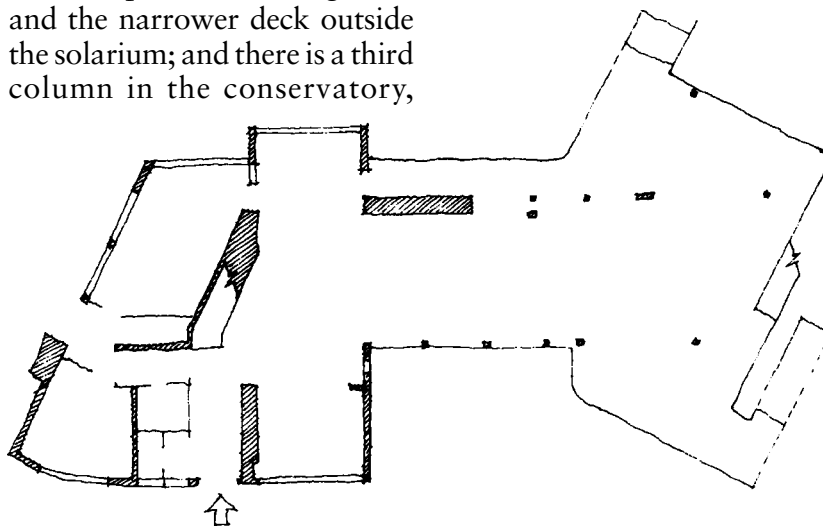 and the narrower deck outside
the solarium; and there is a third
column in the conservatory,